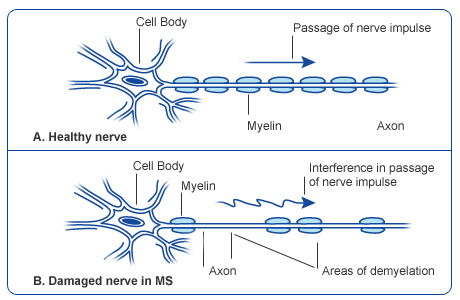 Cell Body
Passage of nerve impulse
Myelin
Axon
A. Healthy nerve
Cell Body
Myelin
Interference in passage
of nerve impulse
Axon
Areas of demyelation
B. Damaged nerve in MS